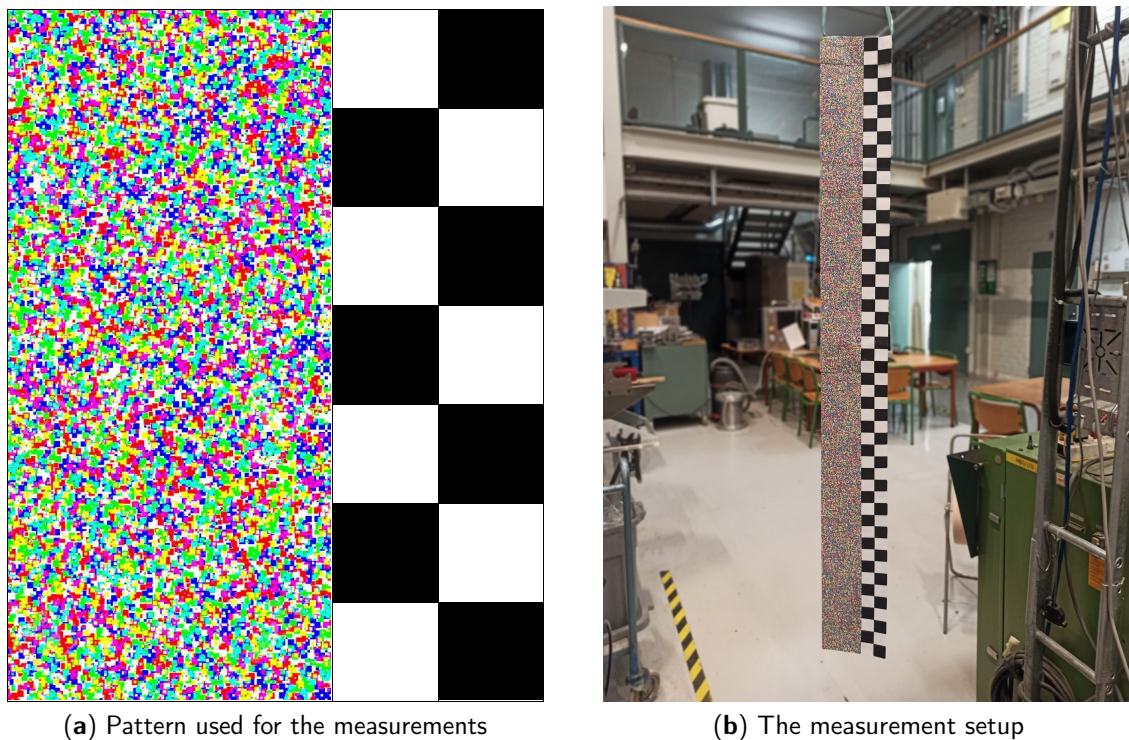 (a) Pattern used for the measurements
(b) The measurement setup